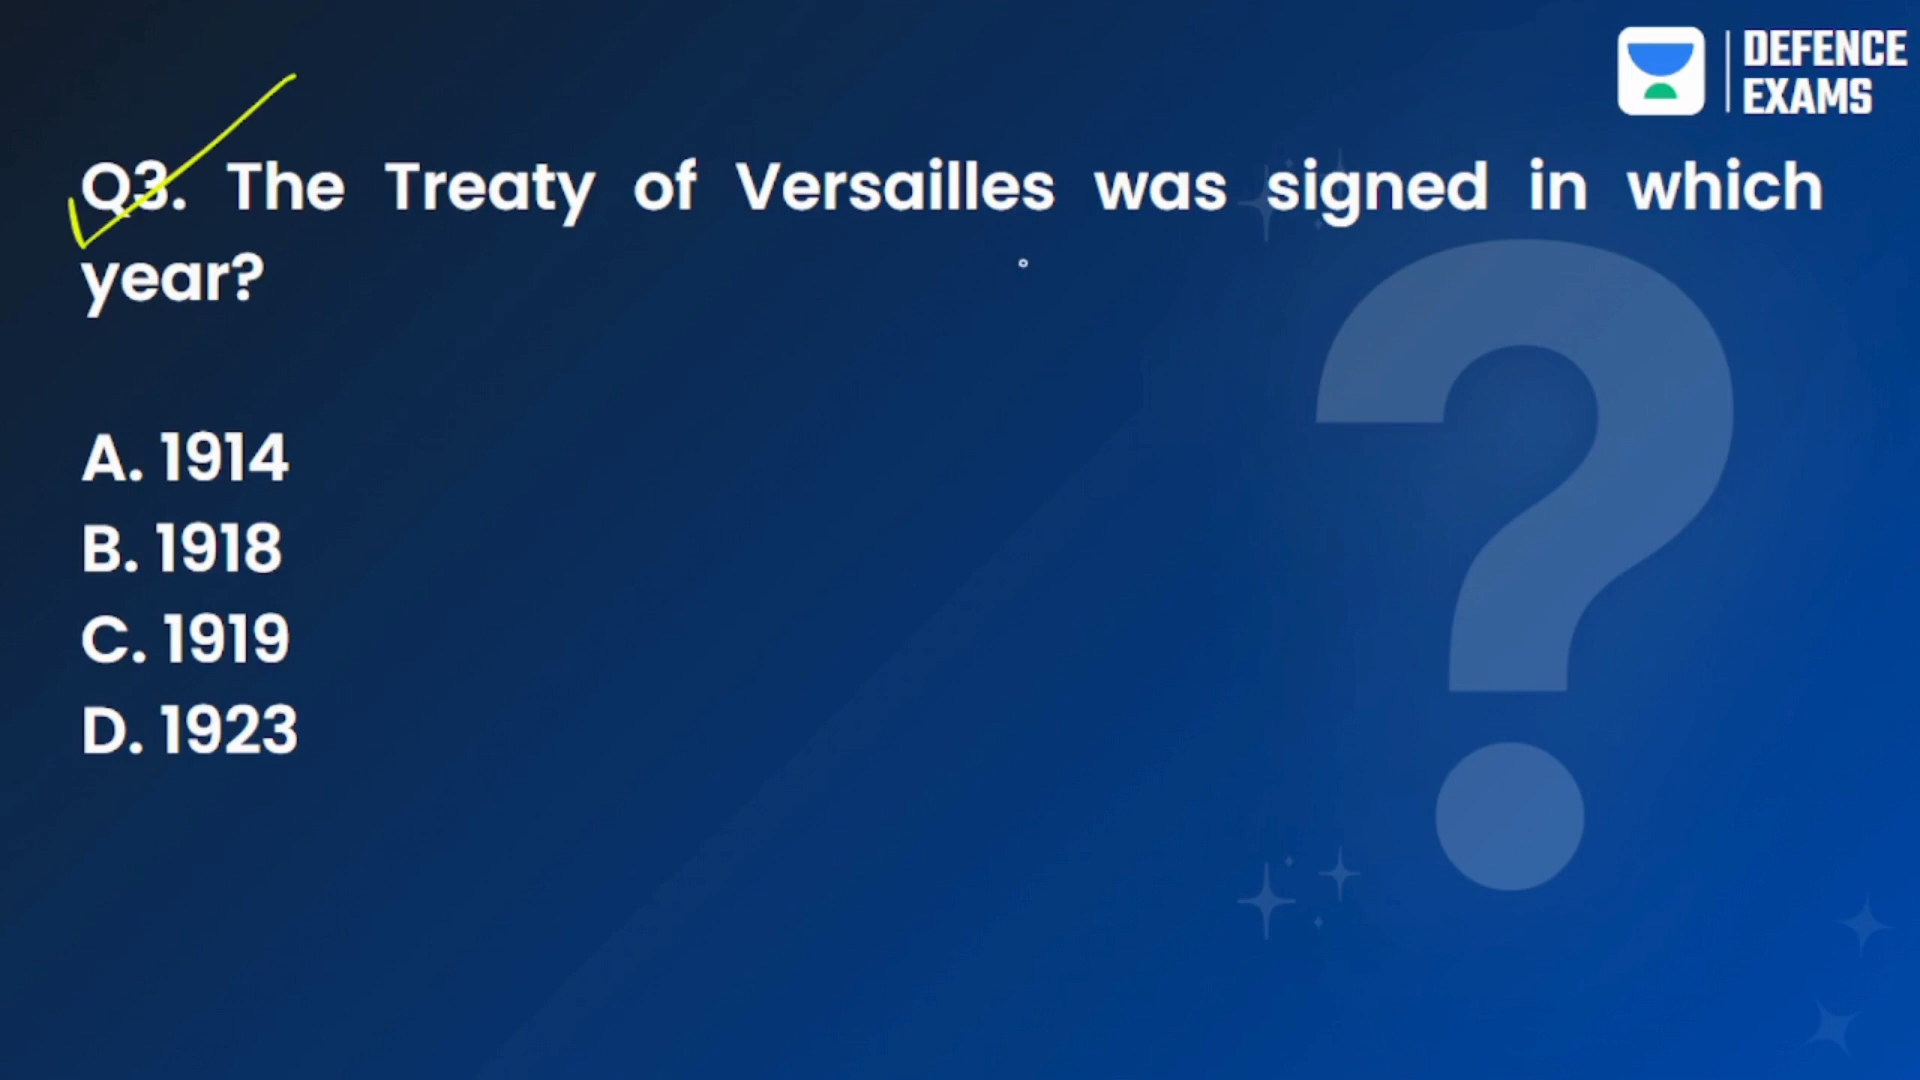 DEFENCE
EXAMS
Q3. The Treaty of Versailles was signed in which
year?
A. 1914
B. 1918
C. 1919
D. 1923